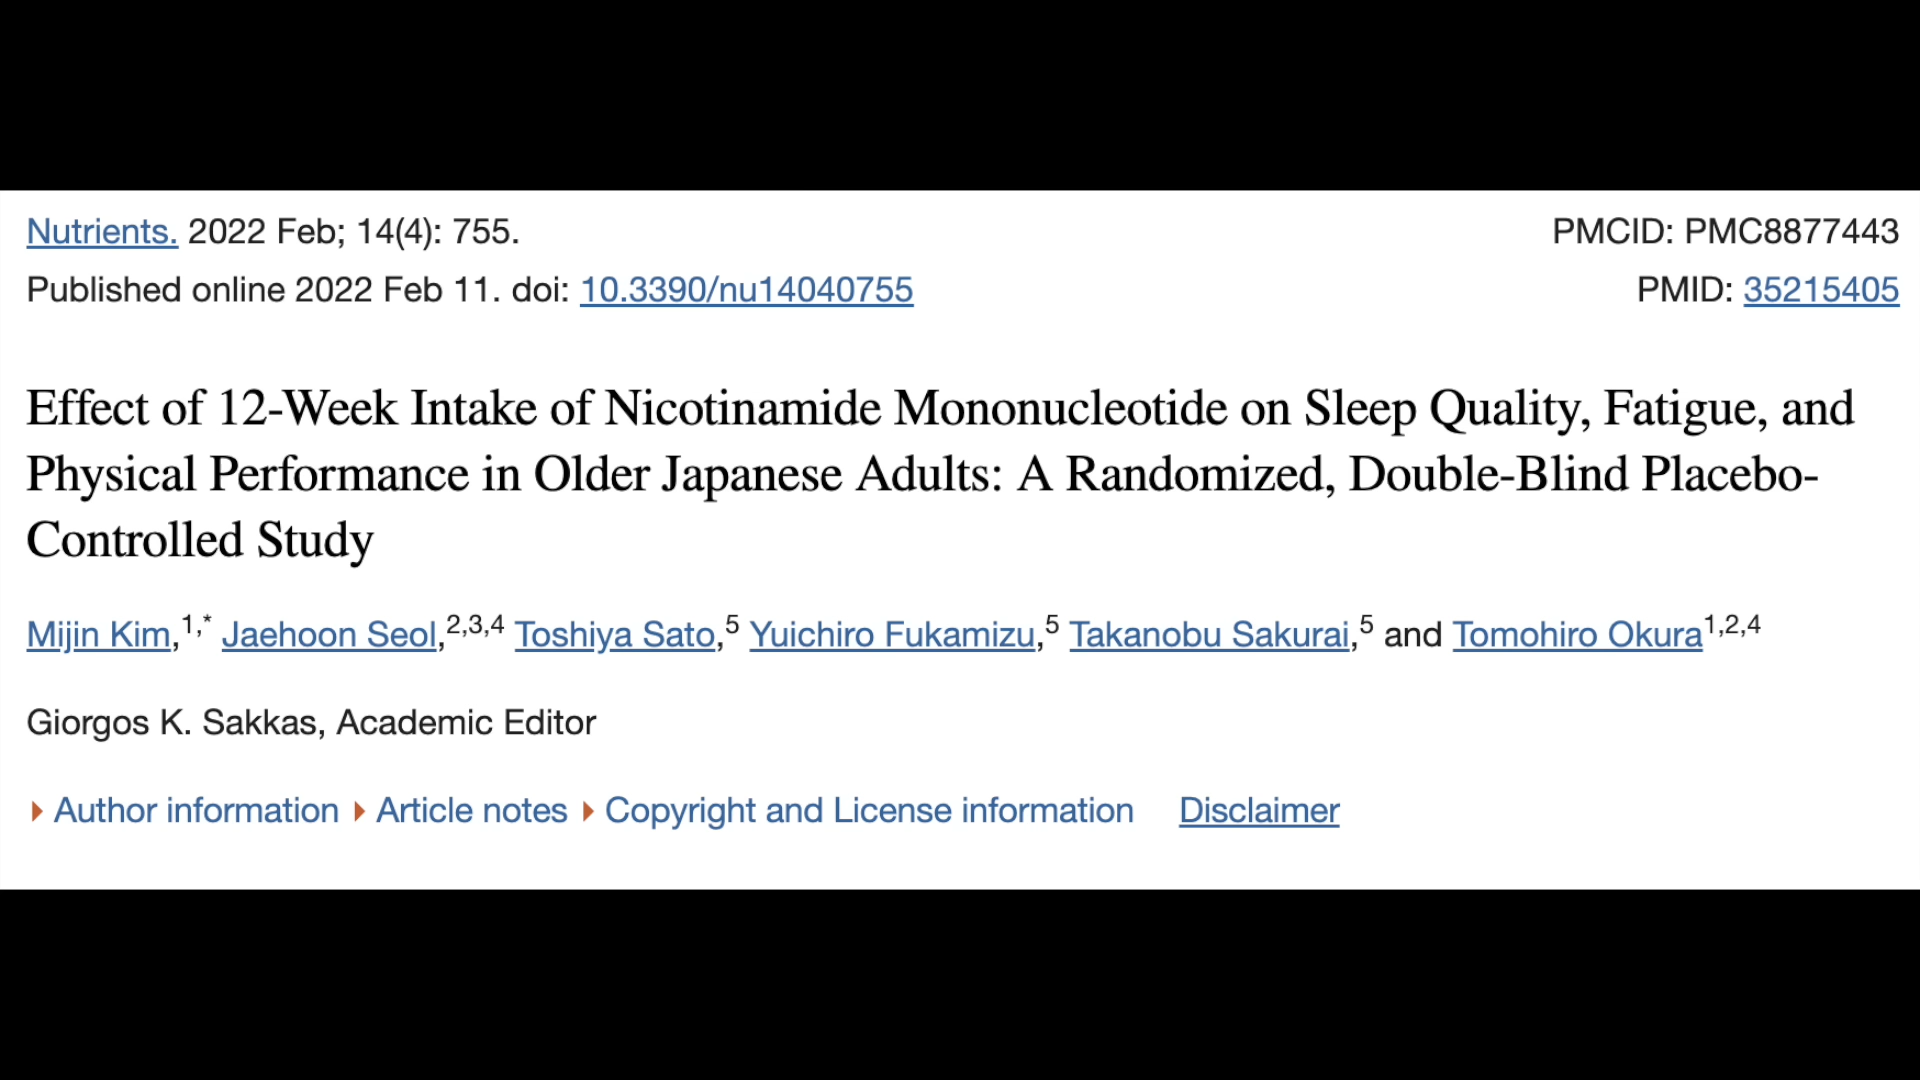 Nutrients. 2022 Feb; 14(4): 755.
PMCID: PMC8877443
Published online 2022 Feb 11. doi: 10.3390/nu14040755
PMID: 35215405
Effect of 12-Week Intake of Nicotinamide Mononucleotide on Sleep Quality, Fatigue, and
Physical Performance in Older Japanese Adults: A Randomized, Double-Blind Placebo-
Controlled Study
Mijin Kim,1,* Jaehoon Seol,2,3,4 Toshiya Sato,5 Yuichiro Fukamizu,5 Takanobu Sakurai,5 and Tomohiro Okura1,2,4
Giorgos K. Sakkas, Academic Editor
Author information Article notes Copyright and License information Disclaimer